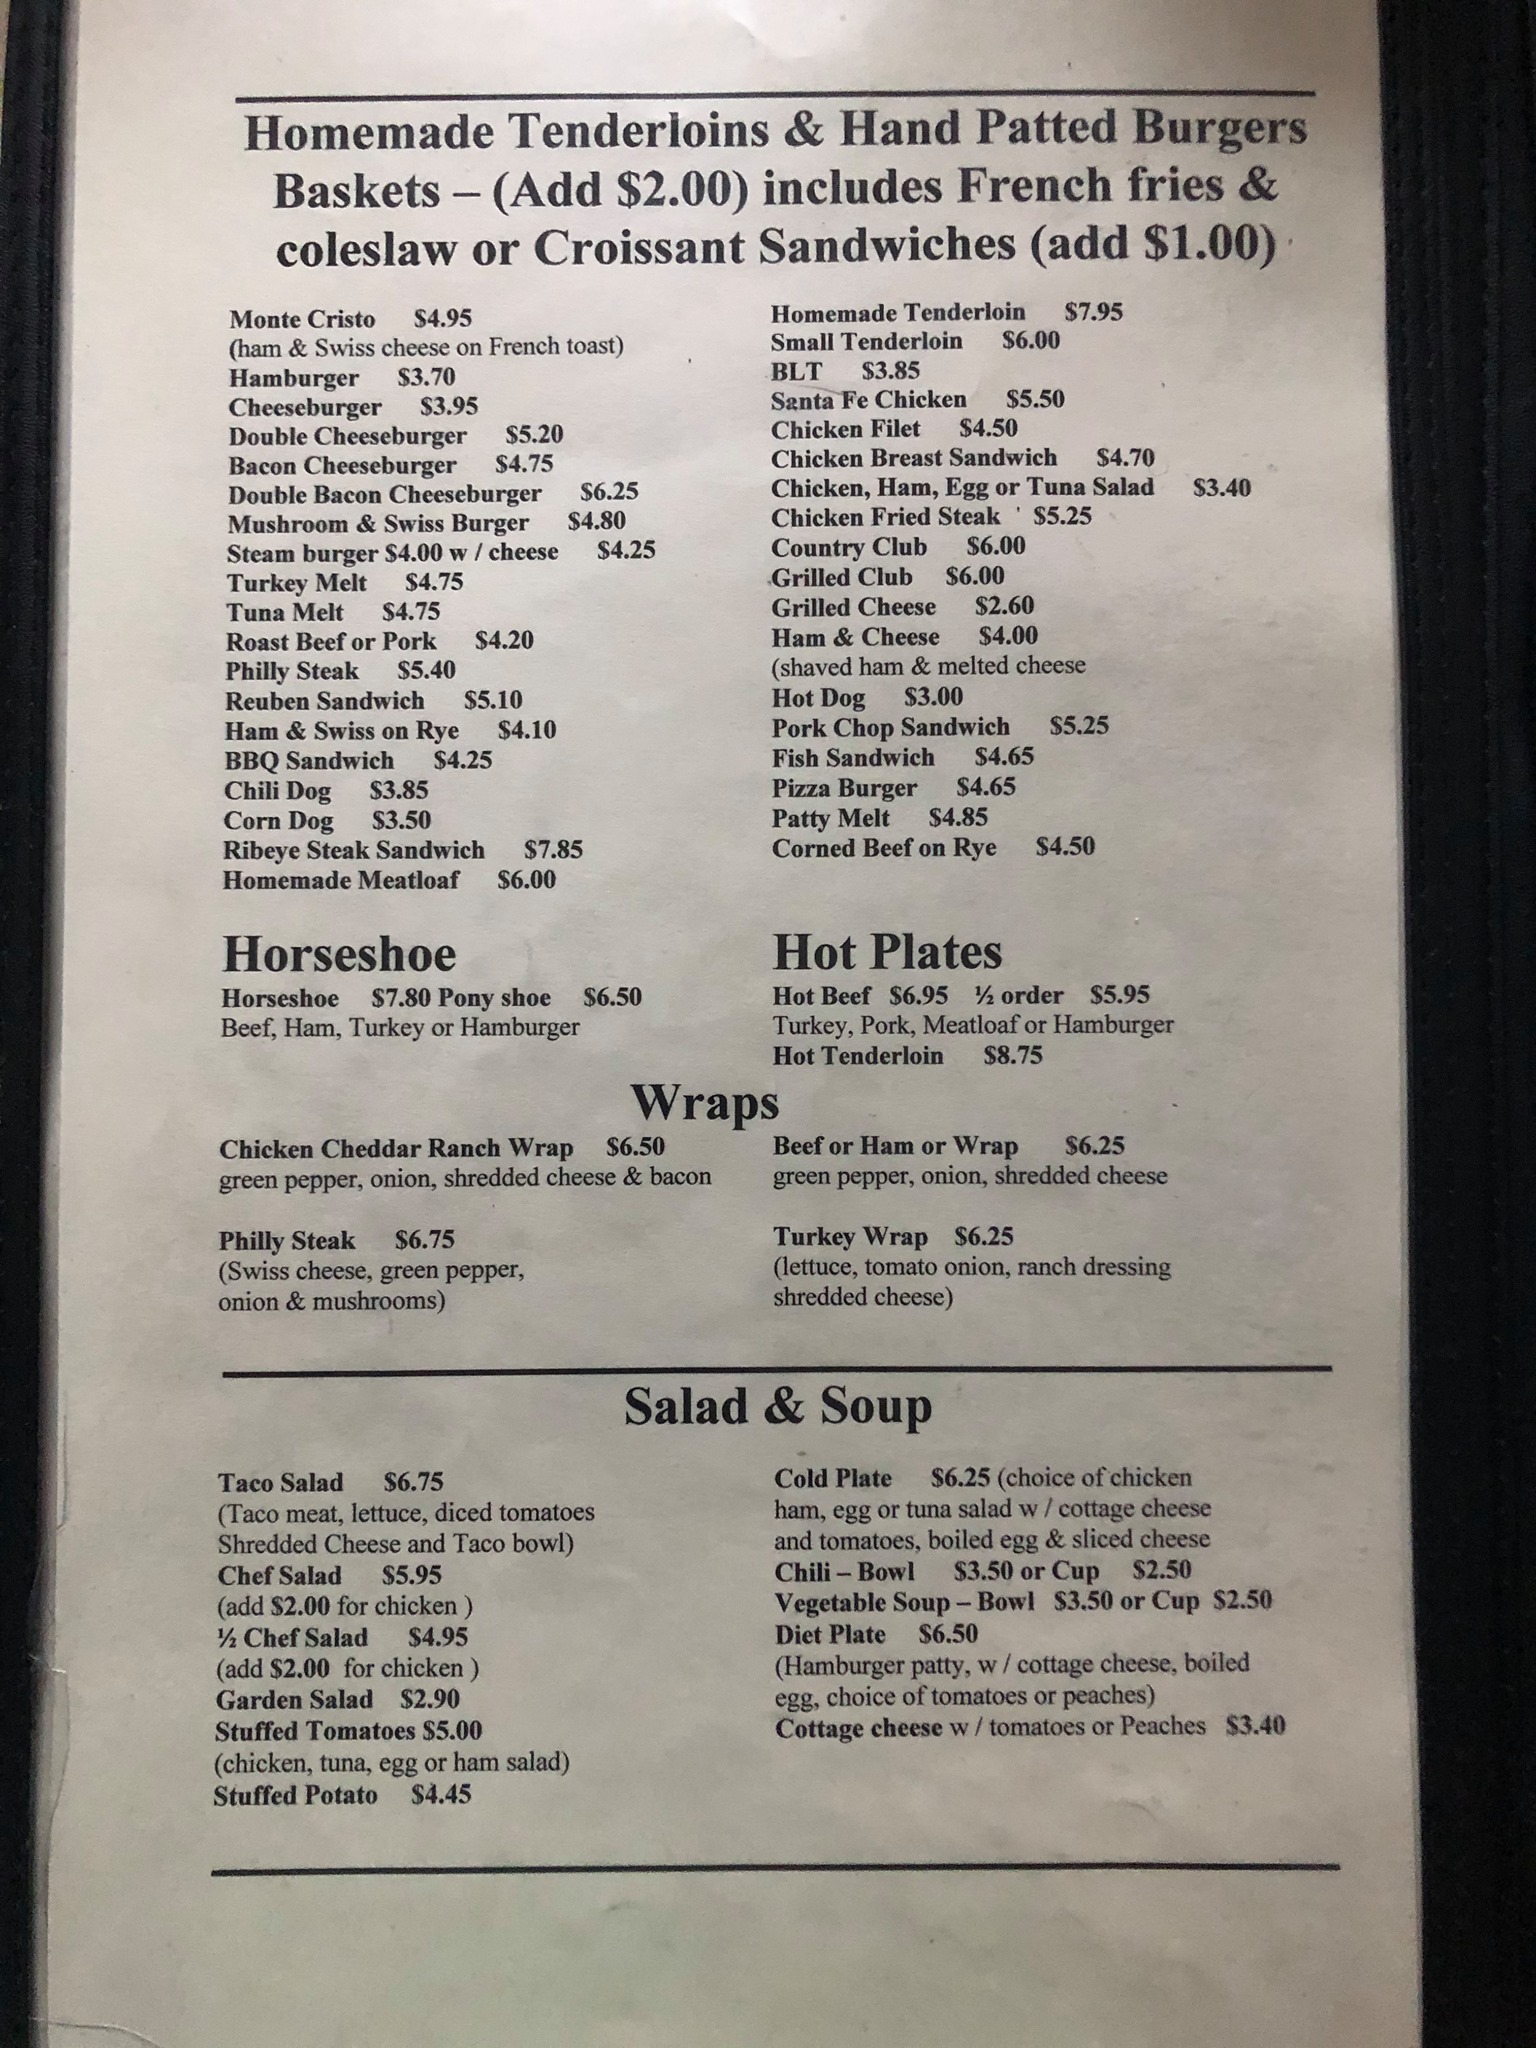 Homemade Tenderloins & Hand Patted Burgers
Baskets – (Add $2.00) includes French fries &
coleslaw or Croissant Sandwiches (add $1.00)
Monte Cristo $4.95
(ham & Swiss cheese on French toast)
Hamburger $3.70
Cheeseburger $3.95
Double Cheeseburger $5.20
Bacon Cheeseburger $4.75
Double Bacon Cheeseburger $6.25
Mushroom & Swiss Burger $4.80
Steam burger $4.00 w / cheese $4.25
Turkey Melt $4.75
Tuna Melt $4.75
Roast Beef or Pork $4.20
Philly Steak $5.40
Reuben Sandwich $5.10
Ham & Swiss on Rye $4.10
BBQ Sandwich $4.25
Chili Dog $3.85
Corn Dog $3.50
Ribeye Steak Sandwich $7.85
Homemade Meatloaf $6.00
Homemade Tenderloin $7.95
Small Tenderloin $6.00
BLT $3.85
Santa Fe Chicken $5.50
Chicken Filet $4.50
Chicken Breast Sandwich $4.70
Chicken, Ham, Egg or Tuna Salad $3.40
Chicken Fried Steak $5.25
Country Club $6.00
Grilled Club $6.00
Grilled Cheese $2.60
Ham & Cheese $4.00
(shaved ham & melted cheese
Hot Dog $3.00
Pork Chop Sandwich $5.25
Fish Sandwich $4.65
Pizza Burger $4.65
Patty Melt $4.85
Corned Beef on Rye $4.50
Horseshoe
Horseshoe $7.80 Pony shoe $6.50
Beef, Ham, Turkey or Hamburger
Hot Plates
Hot Beef $6.95 ½ order $5.95
Turkey, Pork, Meatloaf or Hamburger
Hot Tenderloin $8.75
Wraps
Chicken Cheddar Ranch Wrap $6.50
green pepper, onion, shredded cheese & bacon
Philly Steak $6.75
(Swiss cheese, green pepper,
onion & mushrooms)
Beef or Ham or Wrap $6.25
green pepper, onion, shredded cheese
Turkey Wrap $6.25
(lettuce, tomato onion, ranch dressing
shredded cheese)
Salad & Soup
Taco Salad $6.75
(Taco meat, lettuce, diced tomatoes
Shredded Cheese and Taco bowl)
Chef Salad $5.95
(add $2.00 for chicken )
½ Chef Salad $4.95
(add $2.00 for chicken )
Garden Salad $2.90
Stuffed Tomatoes $5.00
(chicken, tuna, egg or ham salad)
Stuffed Potato $4.45
Cold Plate $6.25 (choice of chicken
ham, egg or tuna salad w / cottage cheese
and tomatoes, boiled egg & sliced cheese
Chili – Bowl $3.50 or Cup $2.50
Vegetable Soup – Bowl $3.50 or Cup $2.50
Diet Plate $6.50
(Hamburger patty, w / cottage cheese, boiled
egg, choice of tomatoes or peaches)
Cottage cheese w / tomatoes or Peaches $3.40